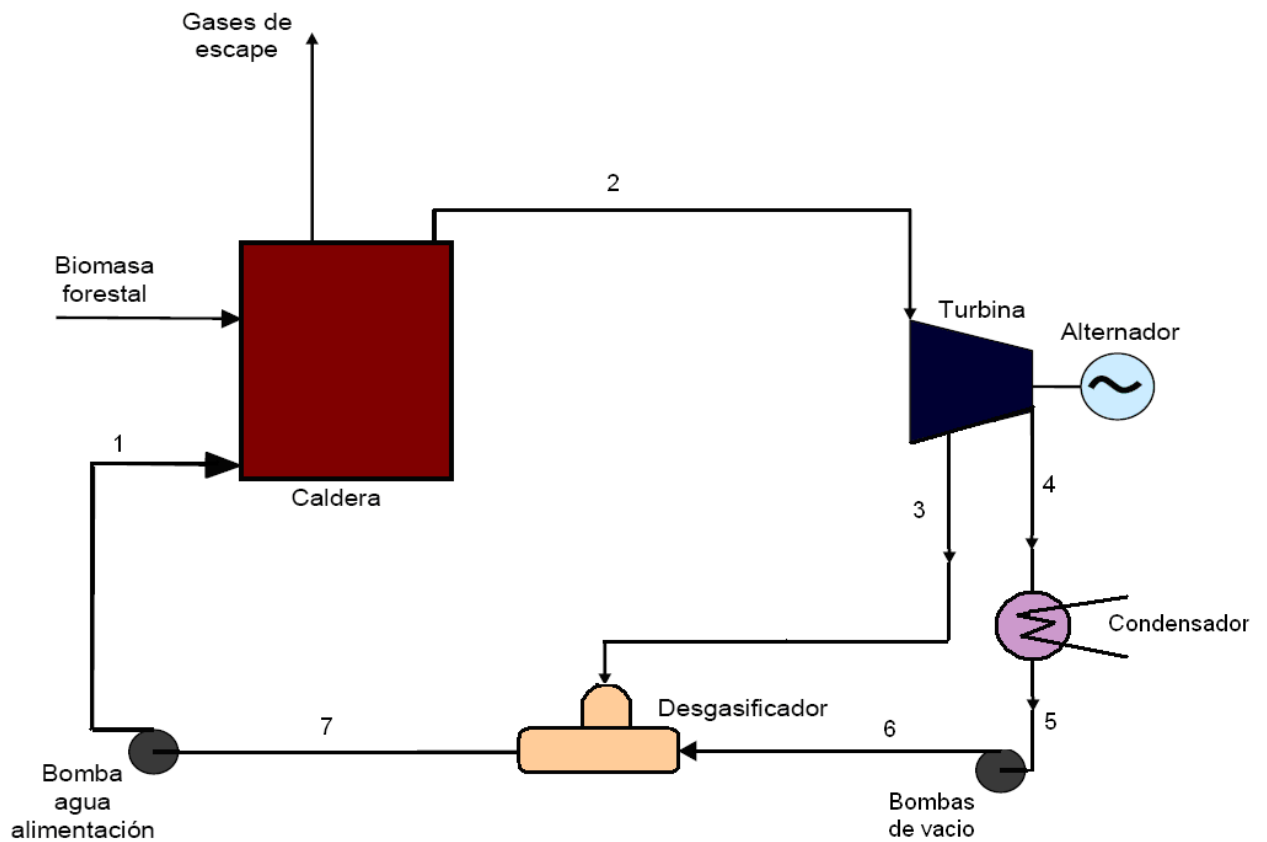 Gases de
escape
2
Biomasa
forestal
Turbina
Alternador
1
Caldera
3
4
Condensador
Desgasificador
5
7
6
Bomba
agua
alimentación
Bombas
de vacio